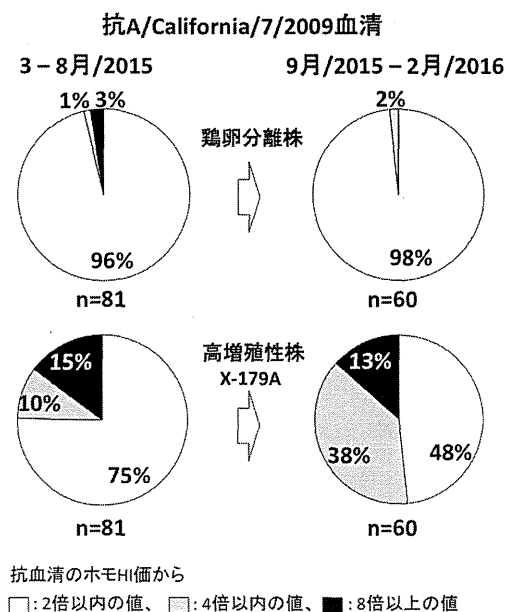 抗A/California/7/2009血清
3 – 8月/2015
9月/2015 – 2月/2016
1%
3%
96%
n=81
鶏卵分離株
2%
98%
n=60
15%
10%
75%
n=81
高増殖性株
X-179A
13%
38%
48%
n=60
抗血清のホモHI価から
□: 2倍以内の値、 □: 4倍以内の値、 ■: 8倍以上の値